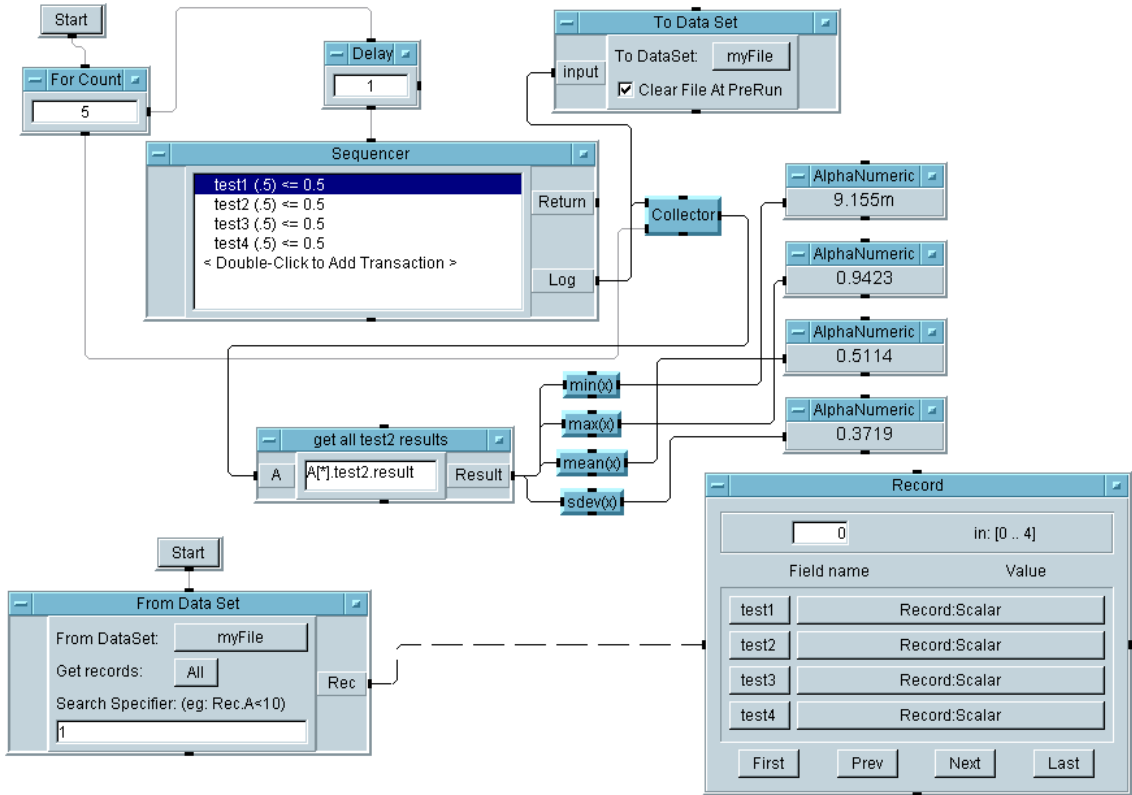 Start
For Count
5
Delay
1
To Data Set
input
To DataSet: myFile
Clear File At PreRun
Sequencer
test1 (.5) <= 0.5
test2 (.5) <= 0.5
test3 (.5) <= 0.5
test4 (.5) <= 0.5
< Double-Click to Add Transaction >
Return
Log
Collector
AlphaNumeric
9.155m
AlphaNumeric
0.9423
AlphaNumeric
0.5114
AlphaNumeric
0.3719
min(x)
max(x)
mean(x)
sdev(x)
get all test2 results
A
A[*].test2.result
Result
Start
From Data Set
From DataSet: myFile
Get records: All
Search Specifier: (eg: Rec.A<10)
1
Rec
Record
0 in: [0 .. 4]
Field name Value
test1 Record:Scalar
test2 Record:Scalar
test3 Record:Scalar
test4 Record:Scalar
First Prev Next Last